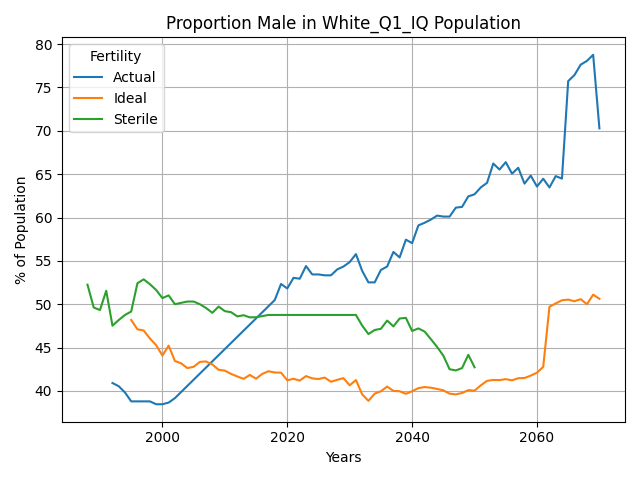 Proportion Male in White_Q1_IQ Population
Fertility
Actual
Ideal
Sterile
% of Population
80
75
70
65
60
55
50
45
40
2000
2020
2040
2060
Years